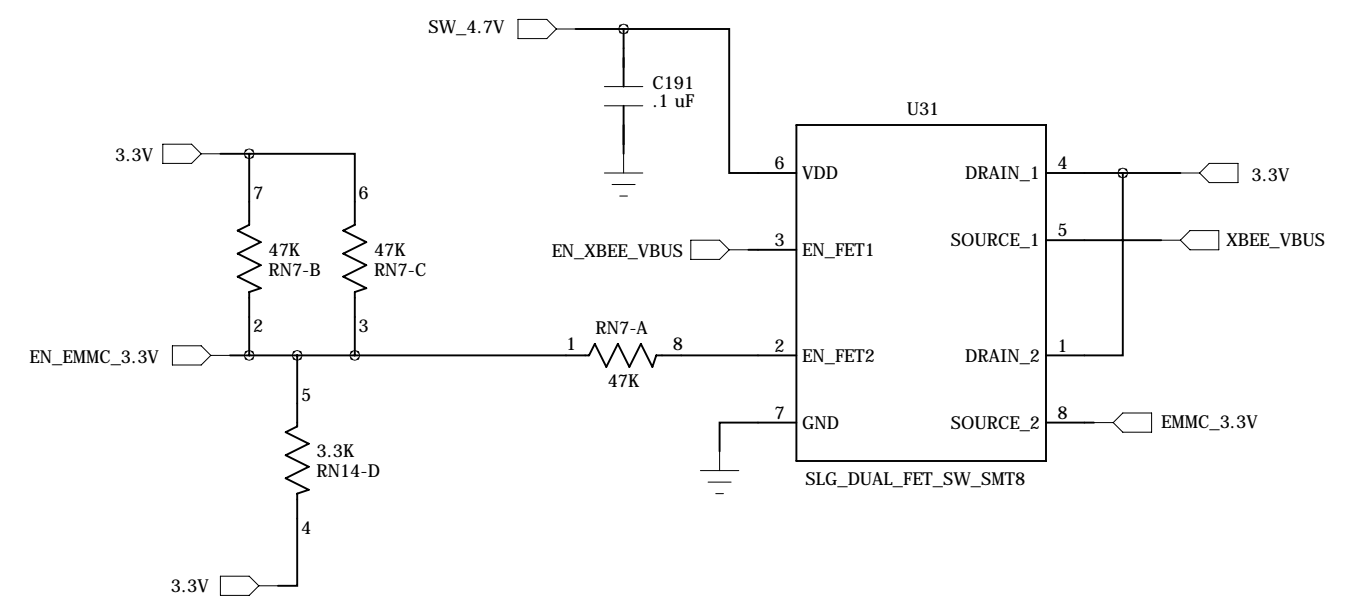 SW_4.7V
C191
.1 uF
U31
3.3V
7
6
47K
RN7-B
47K
RN7-C
2
3
EN_EMMC_3.3V
5
3.3K
RN14-D
4
3.3V
RN7-A
1
8
47K
EN_XBEE_VBUS
6
VDD
3
EN_FET1
2
EN_FET2
7
GND
DRAIN_1
4
3.3V
SOURCE_1
5
XBEE_VBUS
DRAIN_2
1
SOURCE_2
8
EMMC_3.3V
SLG_DUAL_FET_SW_SMT8